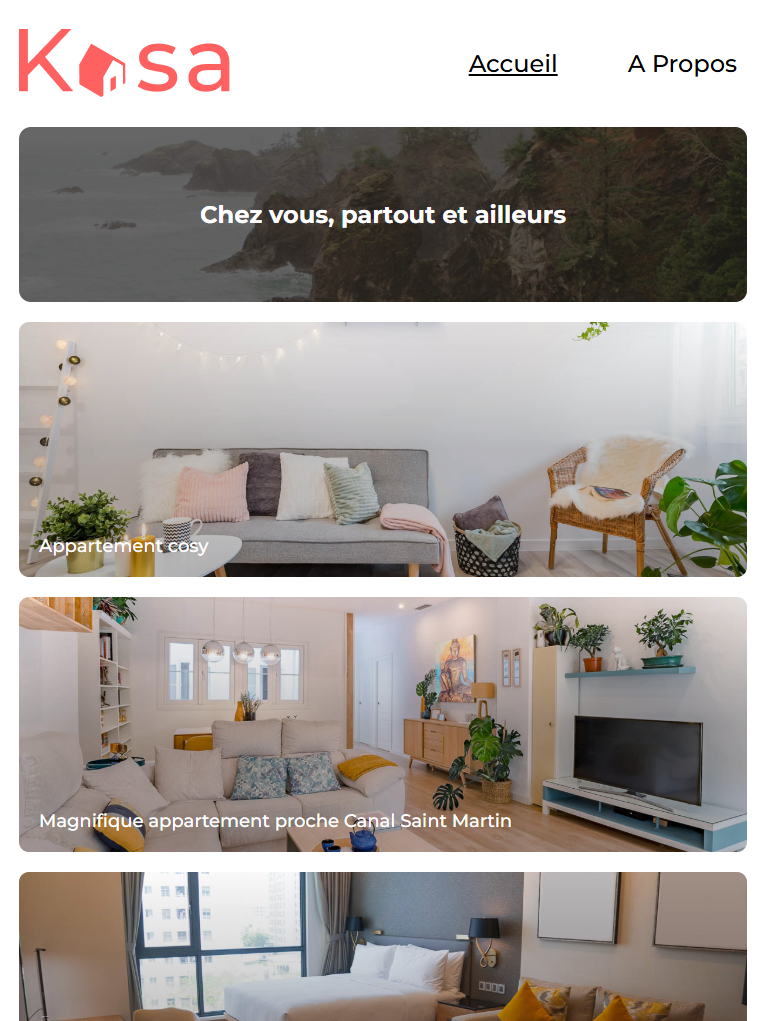 Kasa
Accueil
A Propos
Chez vous, partout et ailleurs
Appartement cosy
Magnifique appartement proche Canal Saint Martin